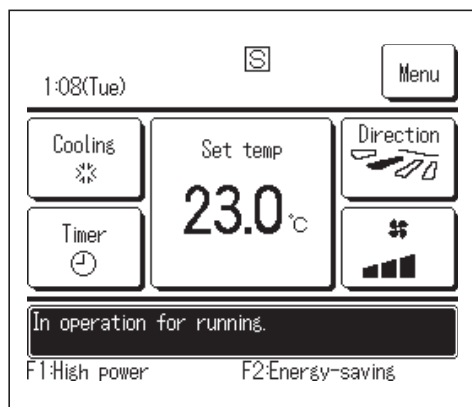 S
Menu
1:08(Tue)
Cooling
Set temp
Direction
23.0 °C
Timer
In operation for running.
F1:High power F2:Energy-saving